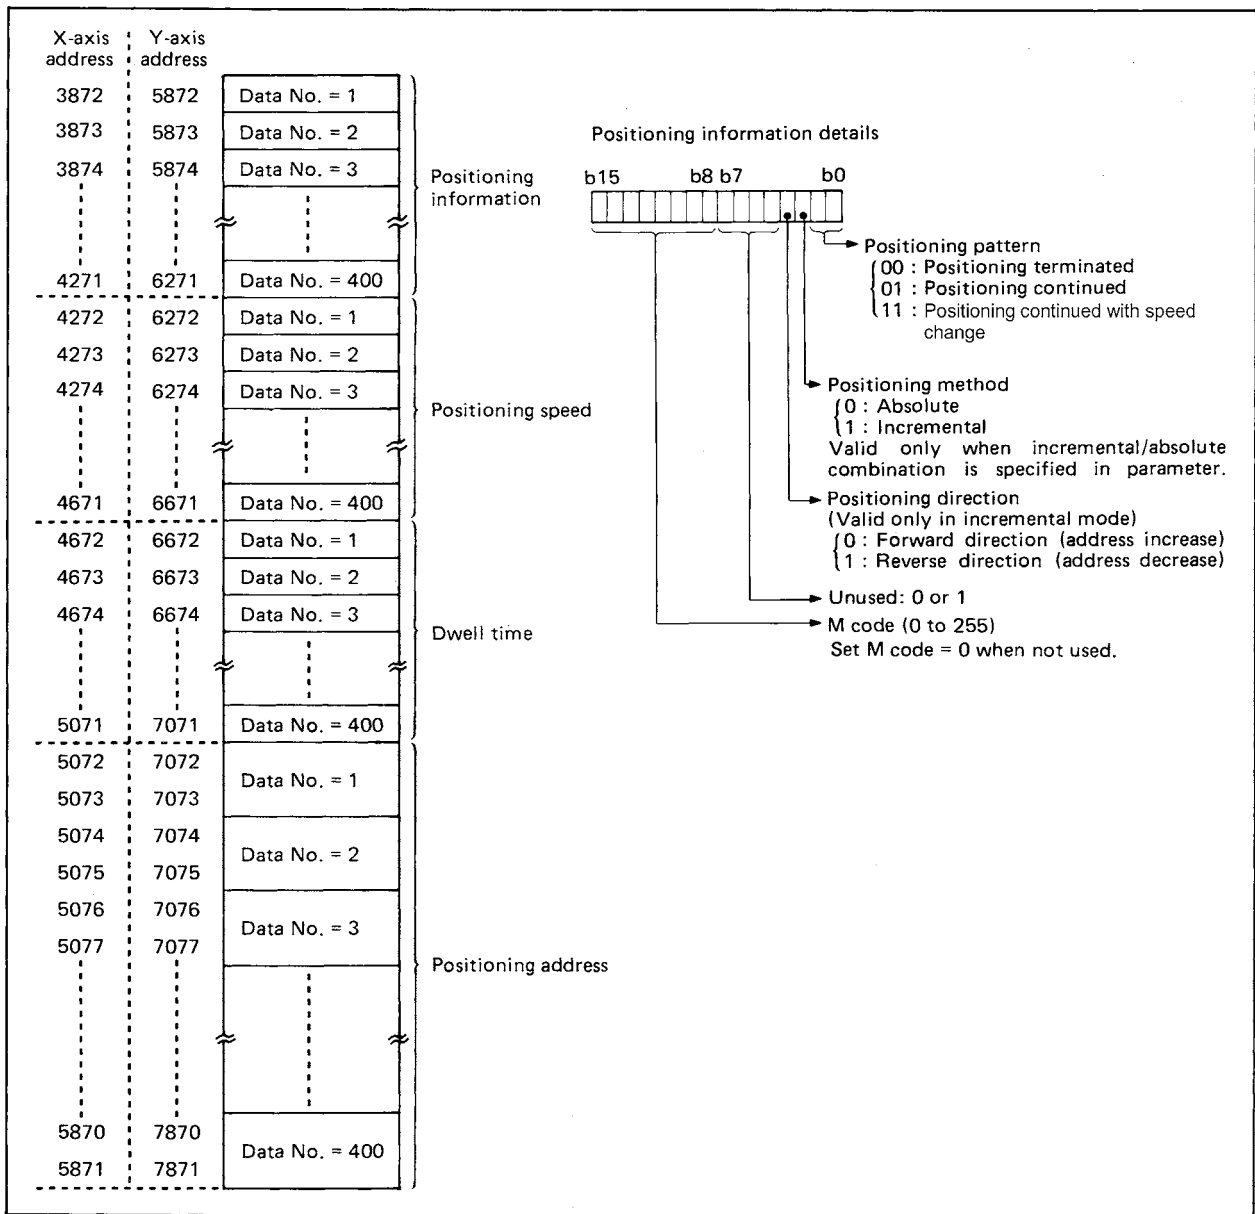 X-axis address Y-axis address
3872 5872 Data No. = 1
3873 5873 Data No. = 2
3874 5874 Data No. = 3
Positioning information
4271 6271 Data No. = 400
4272 6272 Data No. = 1
4273 6273 Data No. = 2
4274 6274 Data No. = 3
Positioning speed
4671 6671 Data No. = 400
4672 6672 Data No. = 1
4673 6673 Data No. = 2
4674 6674 Data No. = 3
Dwell time
5071 7071 Data No. = 400
5072 7072
Data No. = 1
5073 7073
5074 7074
Data No. = 2
5075 7075
5076 7076
Data No. = 3
5077 7077
Positioning address
5870 7870
Data No. = 400
5871 7871
Positioning information details
b15 b8 b7 b0
Positioning pattern
00 : Positioning terminated
01 : Positioning continued
11 : Positioning continued with speed
change
Positioning method
0 : Absolute
1 : Incremental
Valid only when incremental/absolute
combination is specified in parameter.
Positioning direction
(Valid only in incremental mode)
0 : Forward direction (address increase)
1 : Reverse direction (address decrease)
Unused: 0 or 1
M code (0 to 255)
Set M code = 0 when not used.